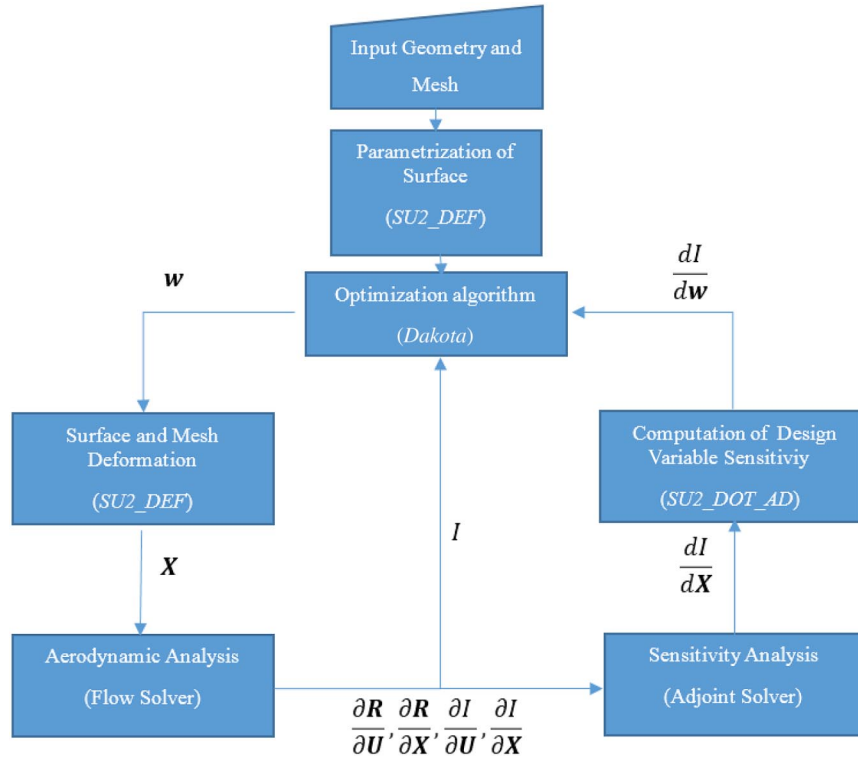 Input Geometry and
Mesh
Parametrization of
Surface
(SU2_DEF)
w
dI
dw
Optimization algorithm
(Dakota)
Surface and Mesh
Deformation
(SU2_DEF)
Computation of Design
Variable Sensitiviy
(SU2_DOT_AD)
I
X
dI
dX
Aerodynamic Analysis
(Flow Solver)
Sensitivity Analysis
(Adjoint Solver)
∂R/∂U, ∂R/∂X, ∂I/∂U, ∂I/∂X